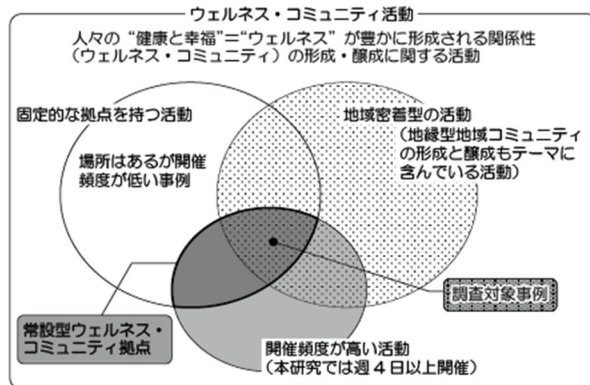 ウェルネス・コミュニティ活動
人々の“健康と幸福”＝“ウェルネス”が豊かに形成される関係性
（ウェルネス・コミュニティ）の形成・醸成に関する活動
固定的な拠点を持つ活動
場所はあるが開催
頻度が低い事例
地域密着型の活動
（地縁型地域コミュニティ
の形成と醸成もテーマに
含んでいる活動）
調査対象事例
常設型ウェルネス・
コミュニティ拠点
開催頻度が高い活動
（本研究では週４日以上開催）